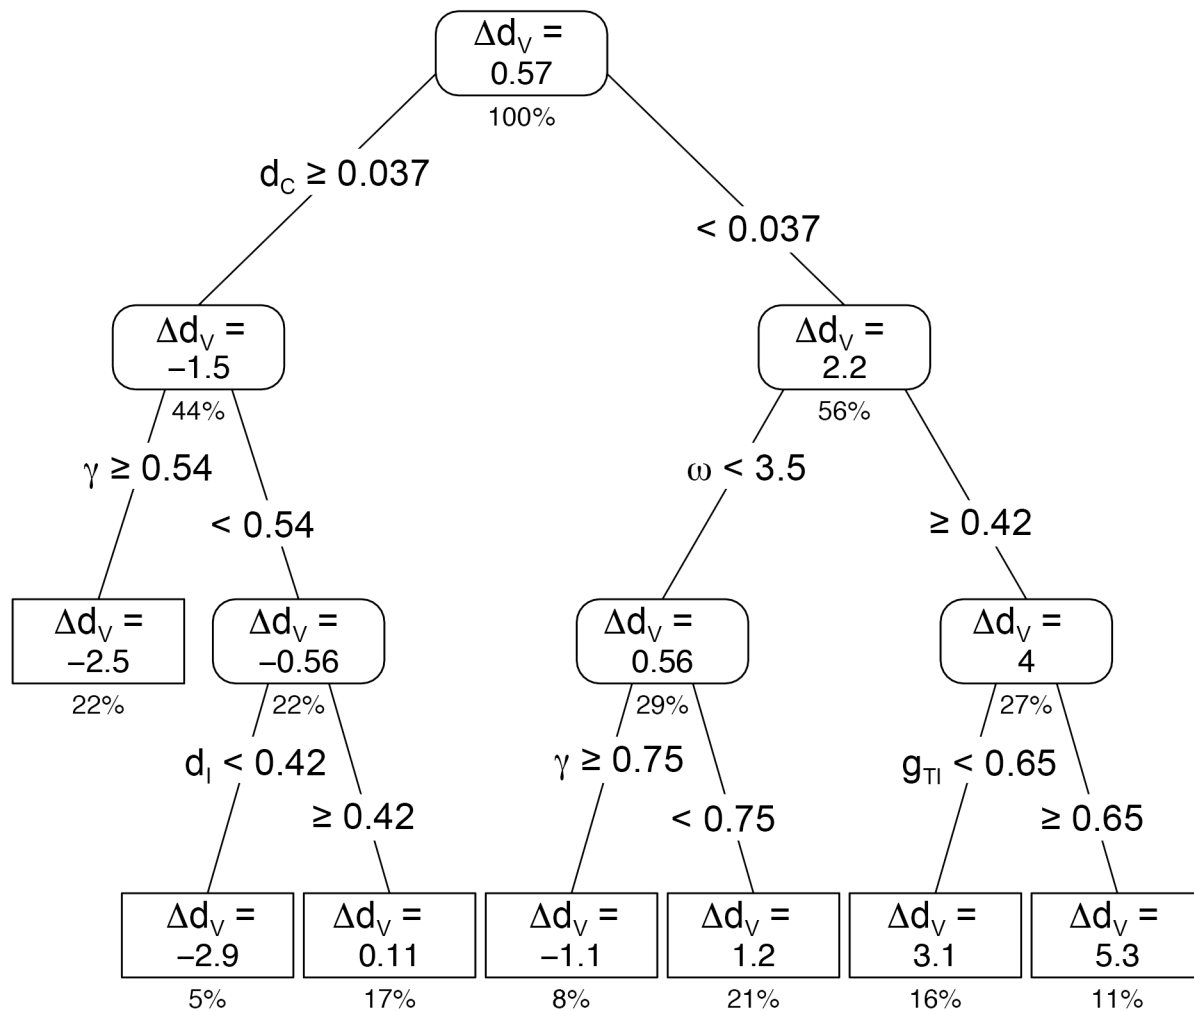 Δd_V =
0.57
100%
d_C ≥ 0.037
< 0.037
Δd_V =
−1.5
44%
Δd_V =
2.2
56%
γ ≥ 0.54
< 0.54
ω < 3.5
≥ 0.42
Δd_V =
−2.5
22%
Δd_V =
−0.56
22%
Δd_V =
0.56
29%
Δd_V =
4
27%
d_I < 0.42
≥ 0.42
γ ≥ 0.75
< 0.75
g_TI < 0.65
≥ 0.65
Δd_V =
−2.9
5%
Δd_V =
0.11
17%
Δd_V =
−1.1
8%
Δd_V =
1.2
21%
Δd_V =
3.1
16%
Δd_V =
5.3
11%